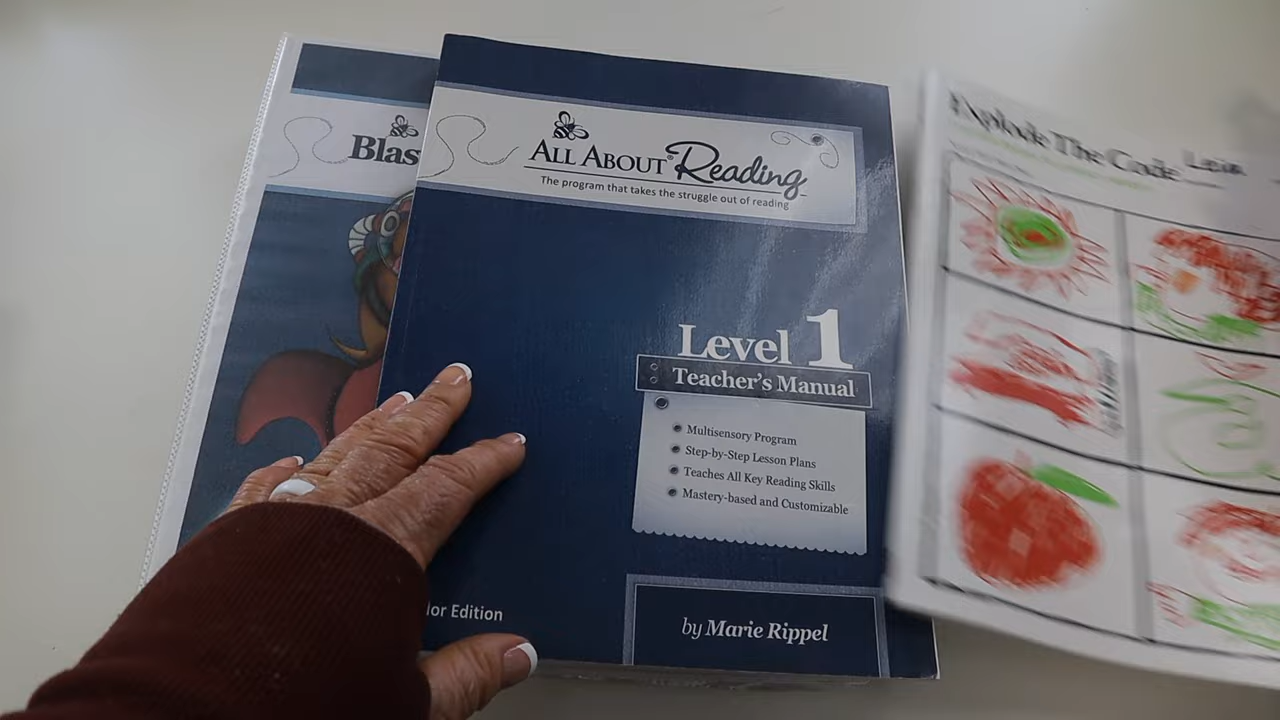 Blas
ALL ABOUT® Reading
The program that takes the struggle out of reading
Level 1
Teacher's Manual
Multisensory Program
Step-by-Step Lesson Plans
Teaches All Key Reading Skills
Mastery-based and Customizable
lor Edition
by Marie Rippel
Explode The Code